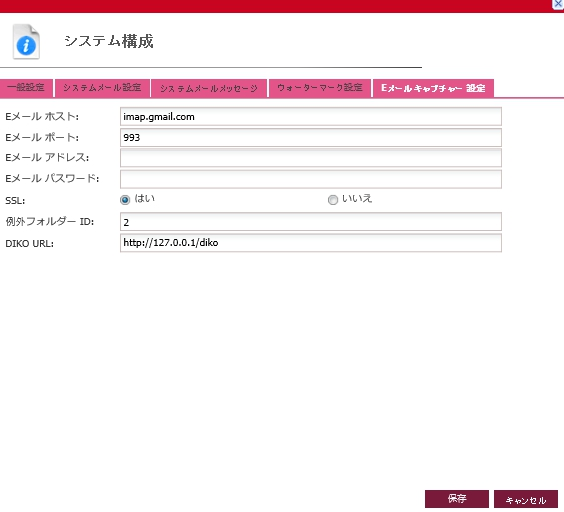 システム構成
一般設定 システムメール設定 システムメールメッセージ ウォーターマーク設定 Eメールキャプチャー 設定
Eメール ホスト: imap.gmail.com
Eメール ポート: 993
Eメール アドレス:
Eメール パスワード:
SSL: はい いいえ
例外フォルダー ID: 2
DIKO URL: http://127.0.0.1/diko
保存 キャンセル